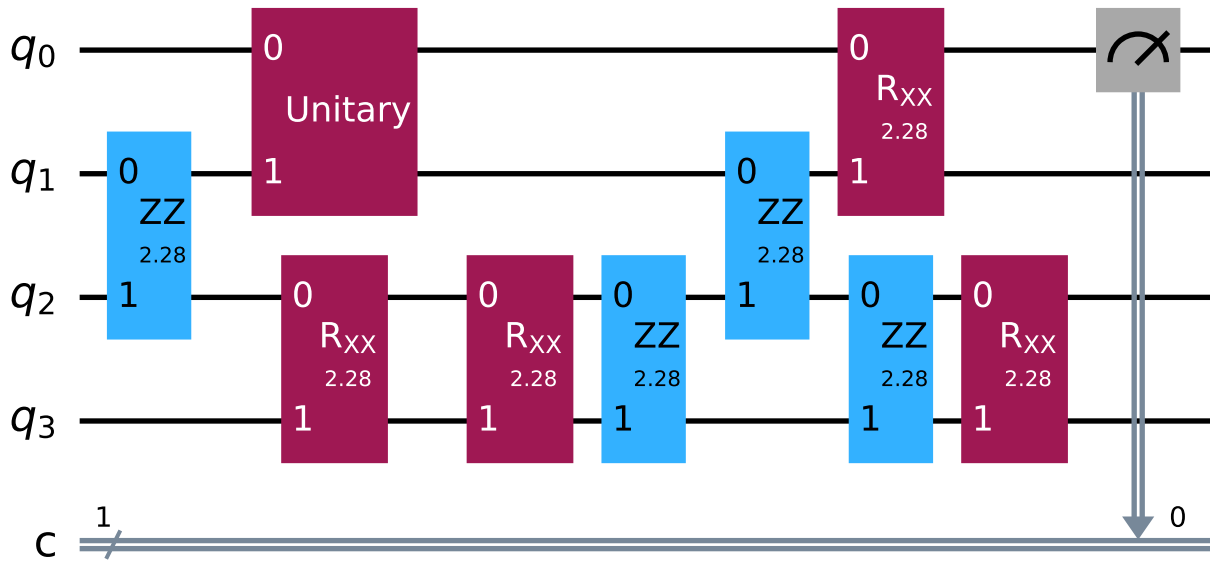 q0 0 0
Unitary RXX
2.28
q1 0 1 0 1
ZZ ZZ
2.28 2.28
q2 1 0 0 0 1 0 0
RXX RXX ZZ ZZ RXX
2.28 2.28 2.28 2.28 2.28
q3 1 1 1 1 1
1 0
c